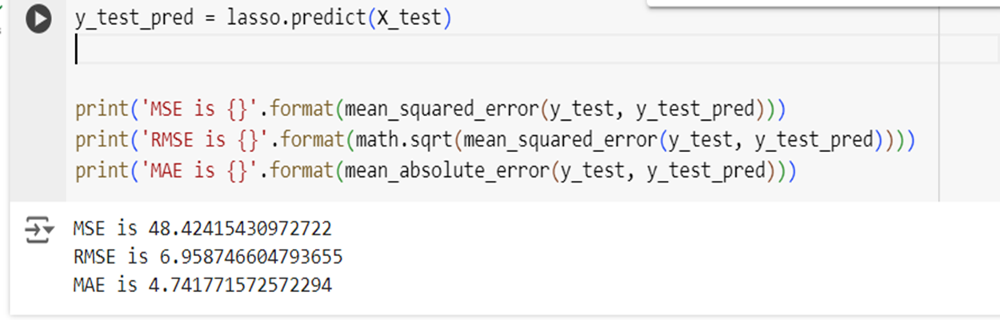 y_test_pred = lasso.predict(X_test)
print('MSE is {}'.format(mean_squared_error(y_test, y_test_pred)))
print('RMSE is {}'.format(math.sqrt(mean_squared_error(y_test, y_test_pred))))
print('MAE is {}'.format(mean_absolute_error(y_test, y_test_pred)))
MSE is 48.42415430972722
RMSE is 6.958746604793655
MAE is 4.741771572572294